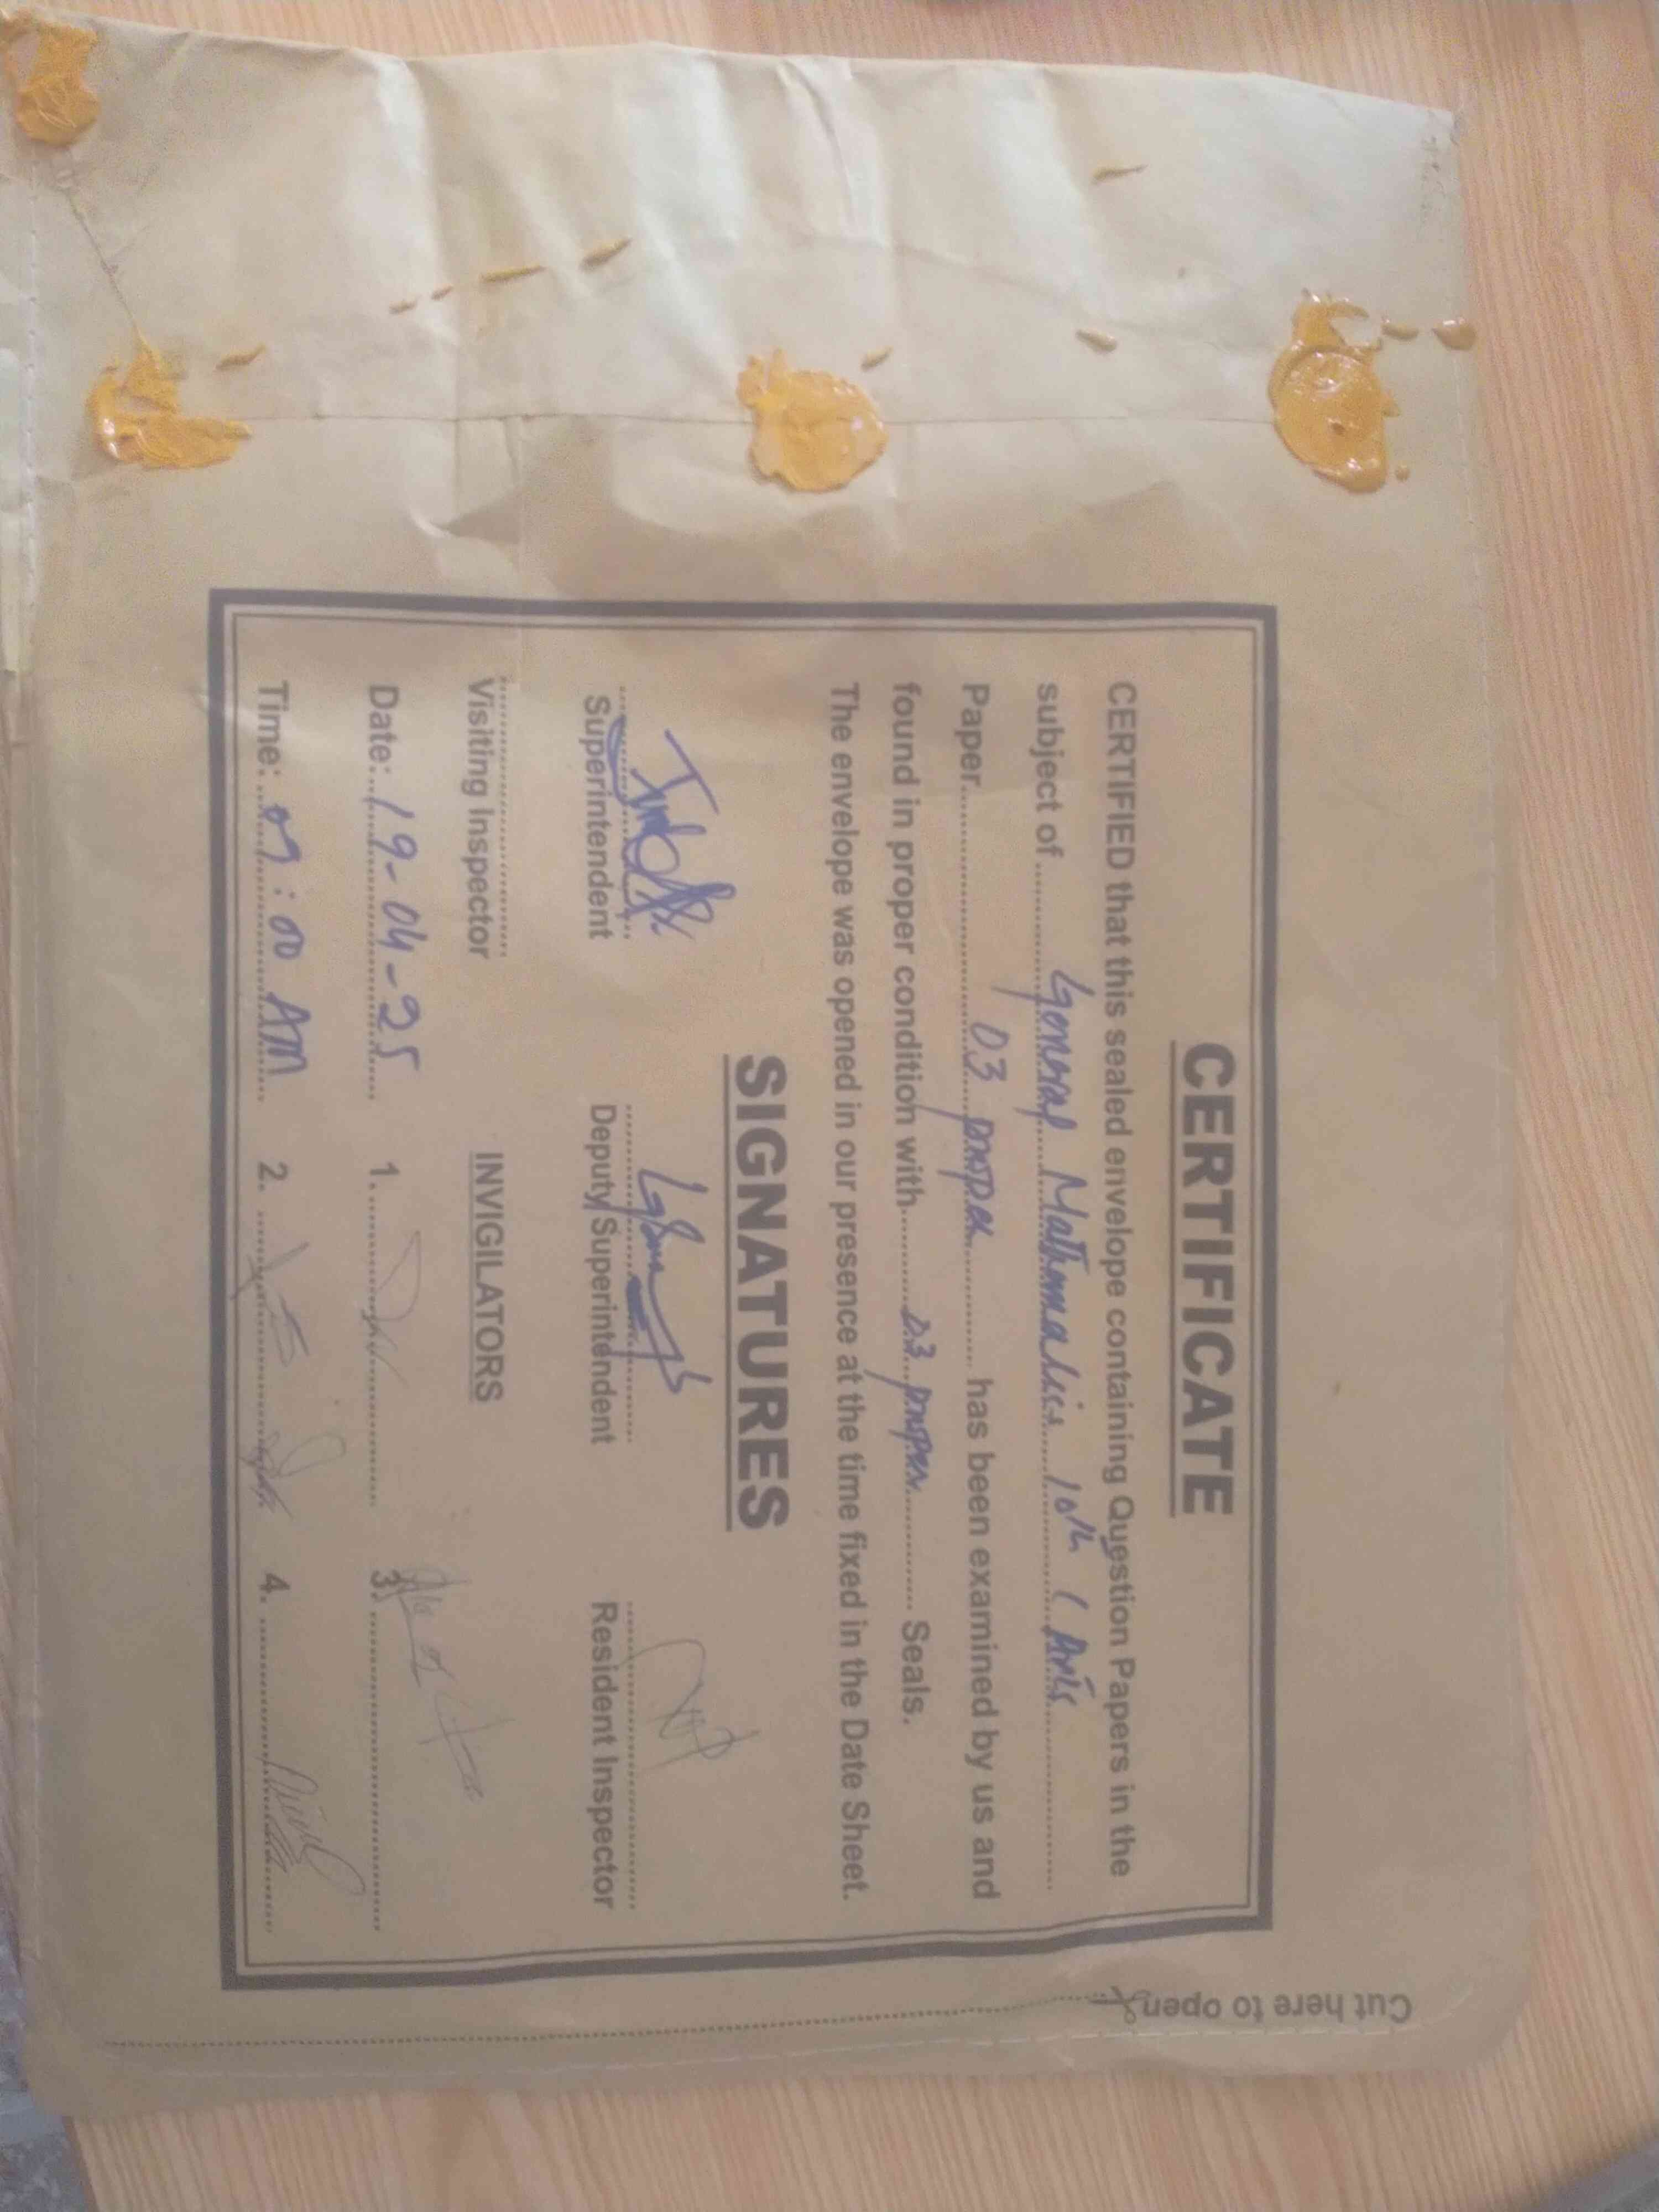 CERTIFICATE
CERTIFIED that this sealed envelope containing Question Papers in the
subject of General Mathematics 10th (Arts
Paper 03 proper has been examined by us and
found in proper condition with 03 proper Seals.
The envelope was opened in our presence at the time fixed in the Date Sheet.
SIGNATURES
Superintendent Deputy Superintendent Resident Inspector
Visiting Inspector INVIGILATORS
Date: 19-04-25 1. 3.
Time: 09:00 AM 2. 4.
Cut here to open